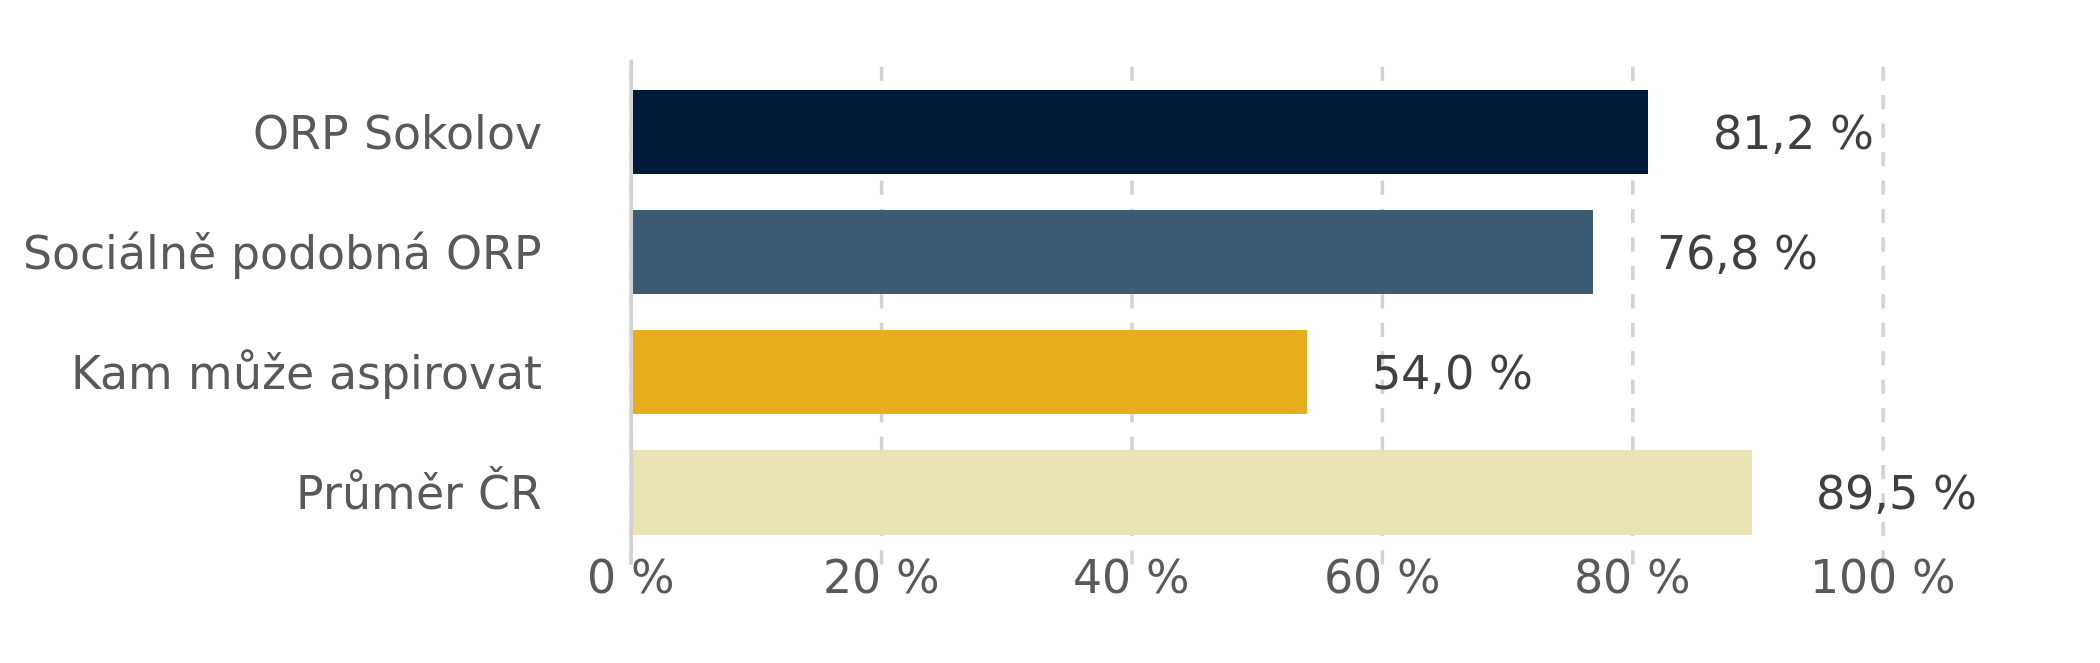 ORP Sokolov 81,2 %
Sociálně podobná ORP 76,8 %
Kam může aspirovat 54,0 %
Průměr ČR 89,5 %
0 % 20 % 40 % 60 % 80 % 100 %